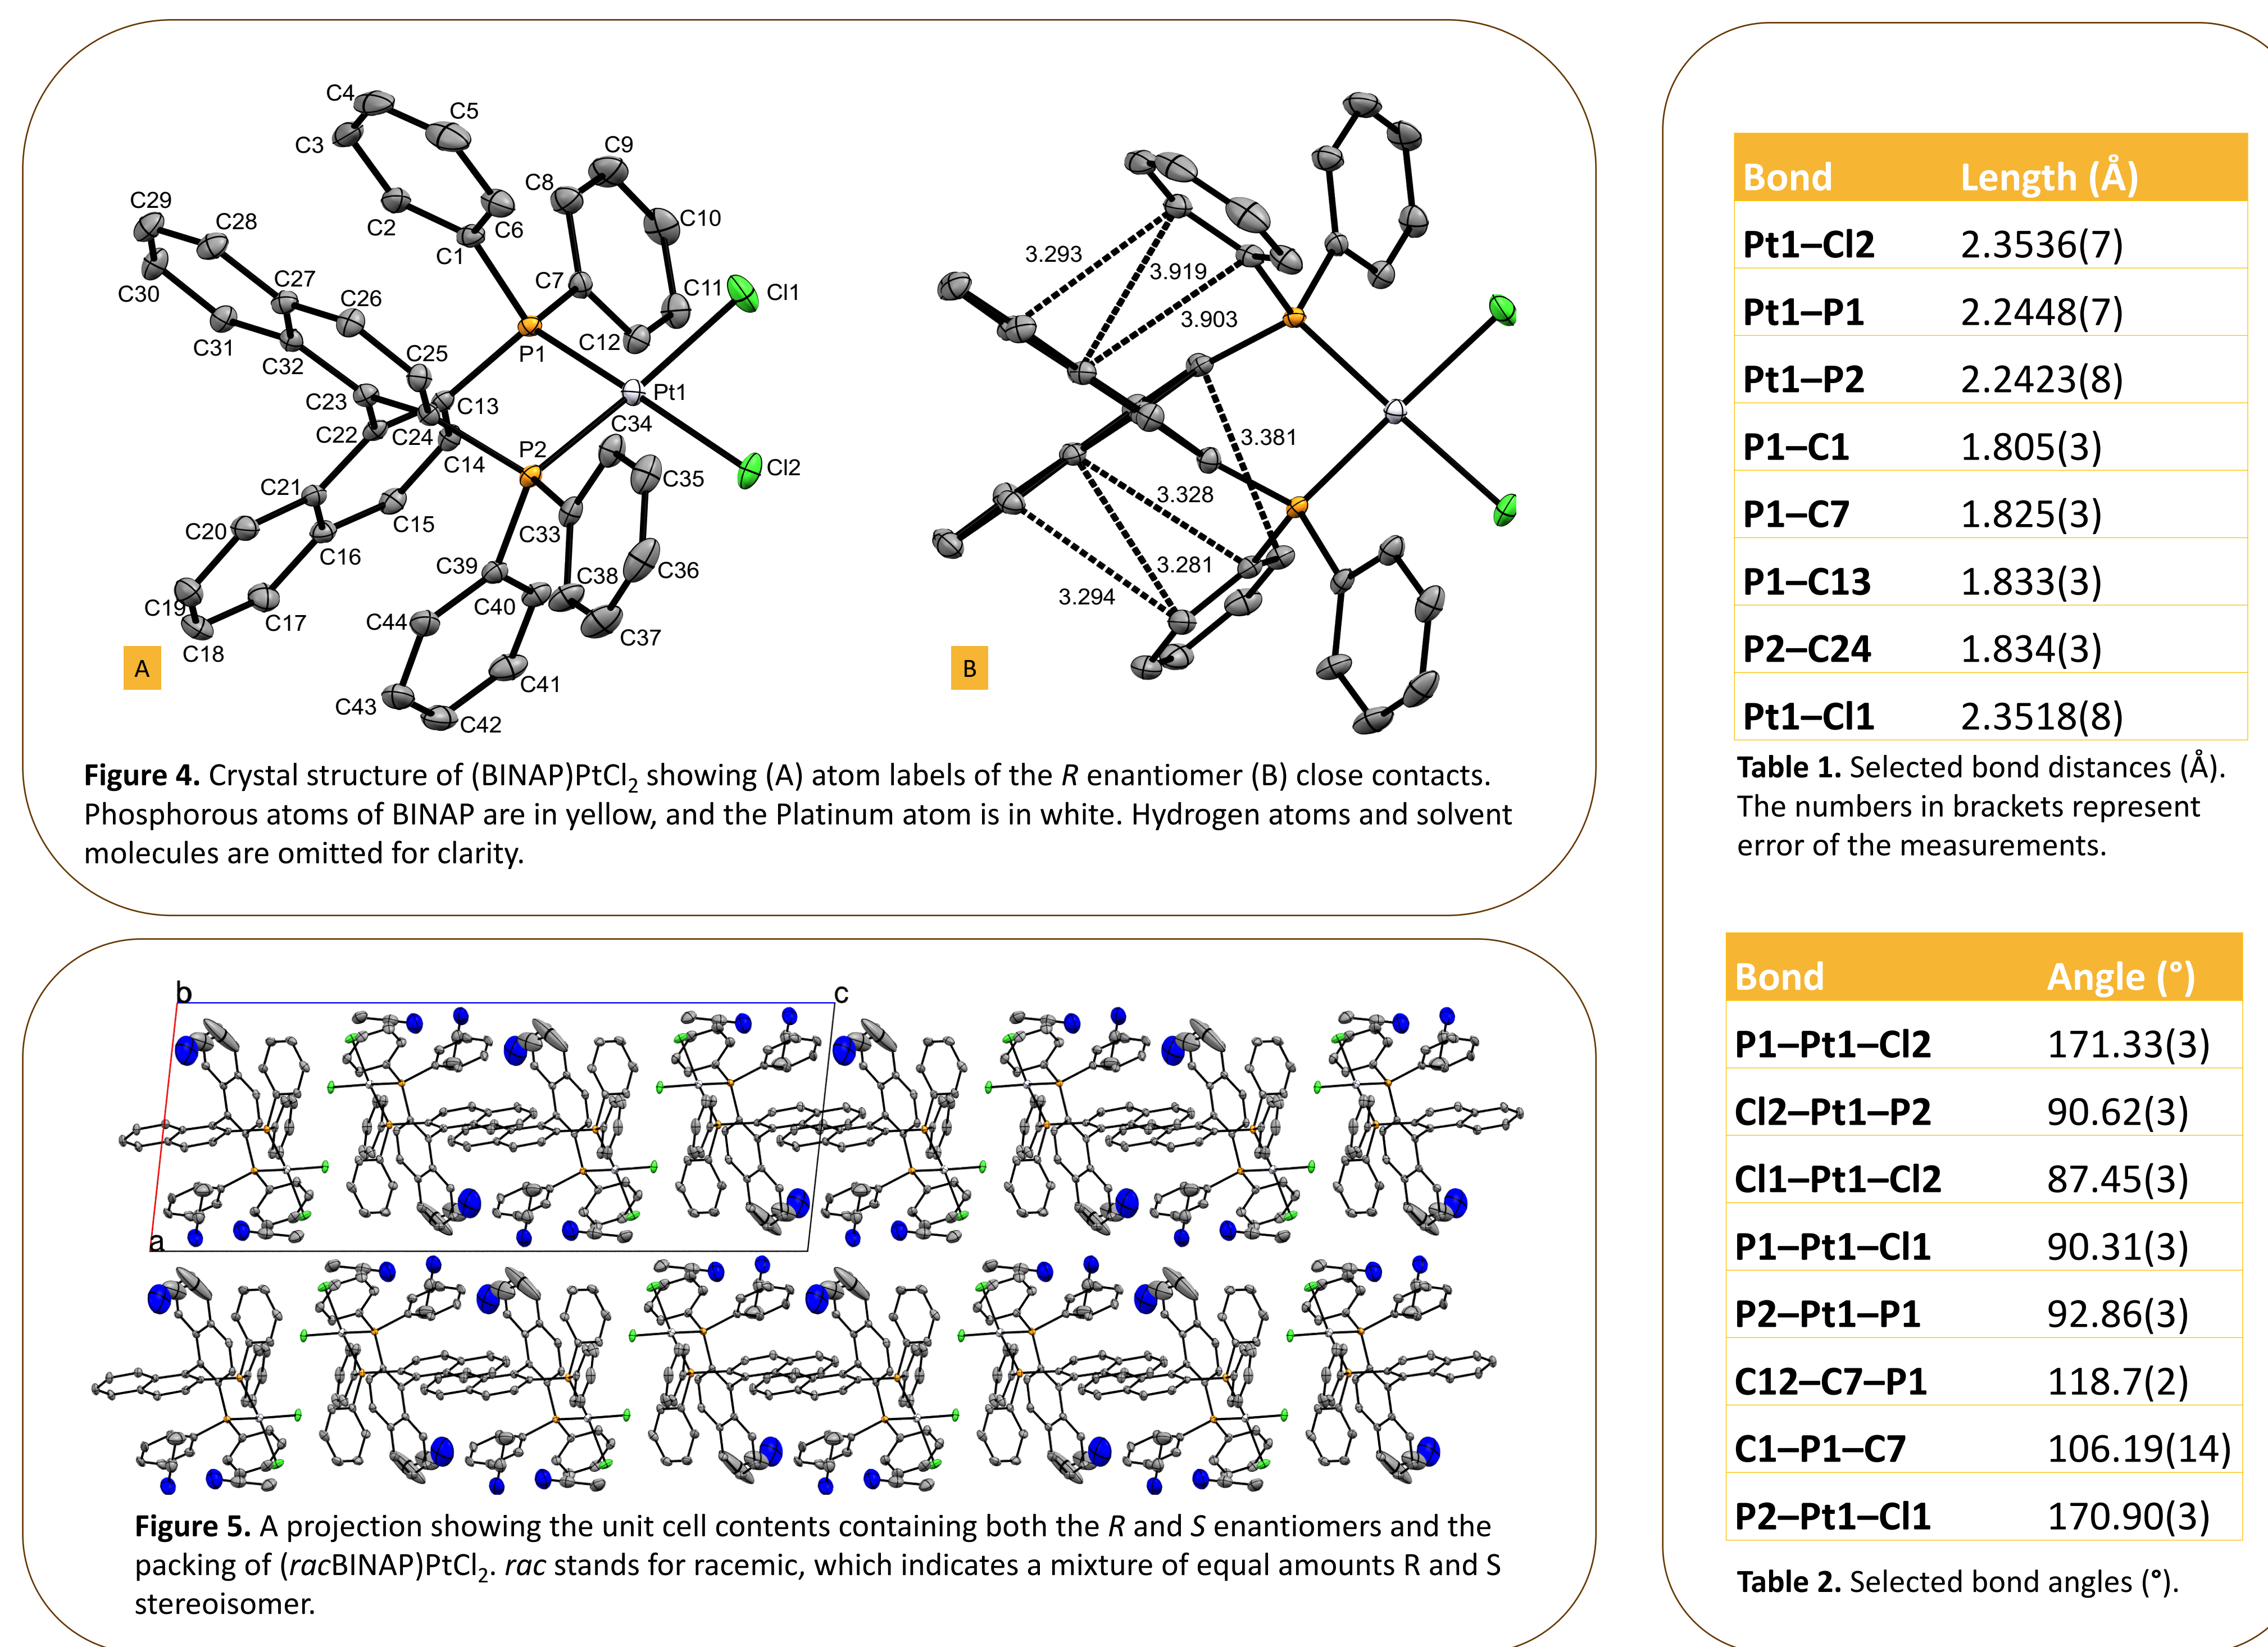 C4
C5
C3
C9
C8
C29
C28
C2
C6
C10
C1
C27
C7
C11
Cl1
C30
C26
C31
C12
P1
C32
C25
C23
C13
Pt1
C22
C24
C34
C14
P2
Cl2
C21
C35
C20
C15
C33
C16
C39
C38
C36
C19
C40
C17
C44
C37
C18
C41
C43
C42
A
3.293
3.919
3.903
3.381
3.328
3.281
3.294
B
Figure 4. Crystal structure of (BINAP)PtCl₂ showing (A) atom labels of the R enantiomer (B) close contacts.
Phosphorous atoms of BINAP are in yellow, and the Platinum atom is in white. Hydrogen atoms and solvent
molecules are omitted for clarity.
b
c
a
Figure 5. A projection showing the unit cell contents containing both the R and S enantiomers and the
packing of (racBINAP)PtCl₂. rac stands for racemic, which indicates a mixture of equal amounts R and S
stereoisomer.
Bond Length (Å)
Pt1–Cl2 2.3536(7)
Pt1–P1 2.2448(7)
Pt1–P2 2.2423(8)
P1–C1 1.805(3)
P1–C7 1.825(3)
P1–C13 1.833(3)
P2–C24 1.834(3)
Pt1–Cl1 2.3518(8)
Table 1. Selected bond distances (Å).
The numbers in brackets represent
error of the measurements.
Bond Angle (°)
P1–Pt1–Cl2 171.33(3)
Cl2–Pt1–P2 90.62(3)
Cl1–Pt1–Cl2 87.45(3)
P1–Pt1–Cl1 90.31(3)
P2–Pt1–P1 92.86(3)
C12–C7–P1 118.7(2)
C1–P1–C7 106.19(14)
P2–Pt1–Cl1 170.90(3)
Table 2. Selected bond angles (°).